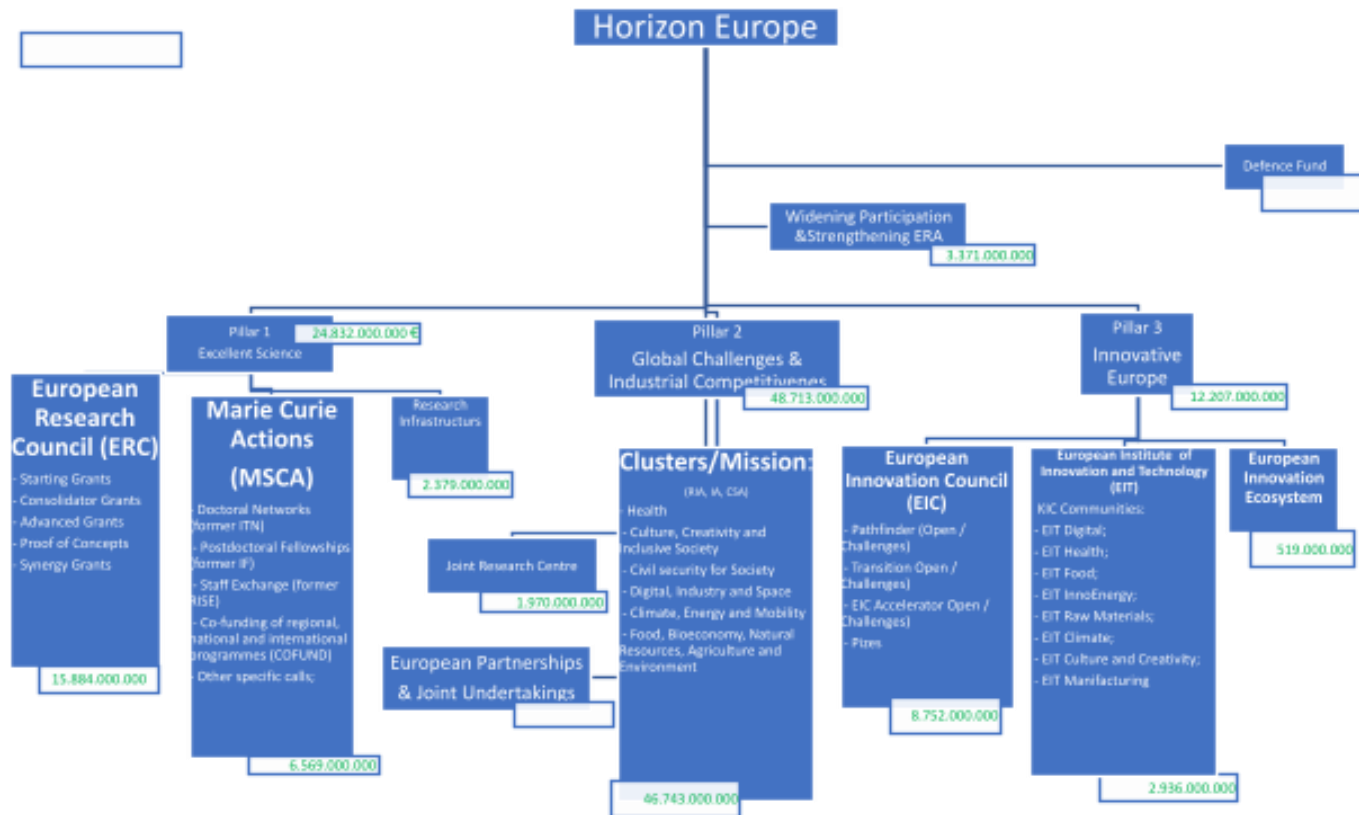 Horizon Europe
Defence Fund
Widening Participation
&Strengthening ERA
3.371.000.000
Pillar 1
Excellent Science
24.832.000.000 €
Pillar 2
Global Challenges &
Industrial Competitivenes
48.713.000.000
Pillar 3
Innovative
Europe
12.207.000.000
European
Research
Council (ERC)
- Starting Grants
- Consolidator Grants
- Advanced Grants
- Proof of Concepts
- Synergy Grants
15.884.000.000
Marie Curie
Actions
(MSCA)
- Doctoral Networks
(former ITN)
- Postdoctoral Fellowships
(former IF)
- Staff Exchange (former
RISE)
- Co-funding of regional,
national and international
programmes (COFUND)
- Other specific calls;
6.569.000.000
Research
Infrastructurs
2.379.000.000
Joint Research Centre
1.970.000.000
European Partnerships
& Joint Undertakings
Clusters/Mission:
(RIA, IA, CSA)
- Health
- Culture, Creativity and
Inclusive Society
- Civil security for Society
- Digital, Industry and Space
- Climate, Energy and Mobility
- Food, Bioeconomy, Natural
Resources, Agriculture and
Environment
46.743.000.000
European
Innovation Council
(EIC)
- Pathfinder (Open /
Challenges)
- Transition Open /
Challenges)
- EIC Accelerator Open /
Challenges)
- Pizes
8.752.000.000
European Institute of
Innovation and Technology
(EIT)
KIC Communities:
- EIT Digital;
- EIT Health;
- EIT Food;
- EIT InnoEnergy;
- EIT Raw Materials;
- EIT Climate;
- EIT Culture and Creativity;
- EIT Manifacturing
2.936.000.000
European
Innovation
Ecosystem
519.000.000